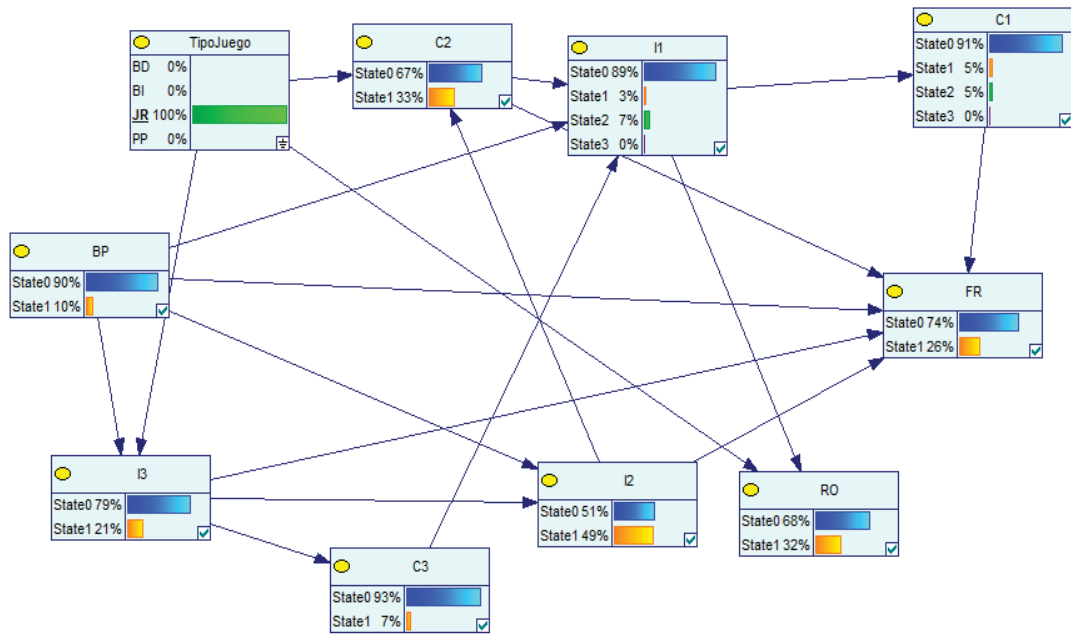 TipoJuego
BD 0%
BI 0%
JR 100%
PP 0%
C2
State0 67%
State1 33%
I1
State0 89%
State1 3%
State2 7%
State3 0%
C1
State0 91%
State1 5%
State2 5%
State3 0%
BP
State0 90%
State1 10%
FR
State0 74%
State1 26%
I3
State0 79%
State1 21%
I2
State0 51%
State1 49%
RO
State0 68%
State1 32%
C3
State0 93%
State1 7%